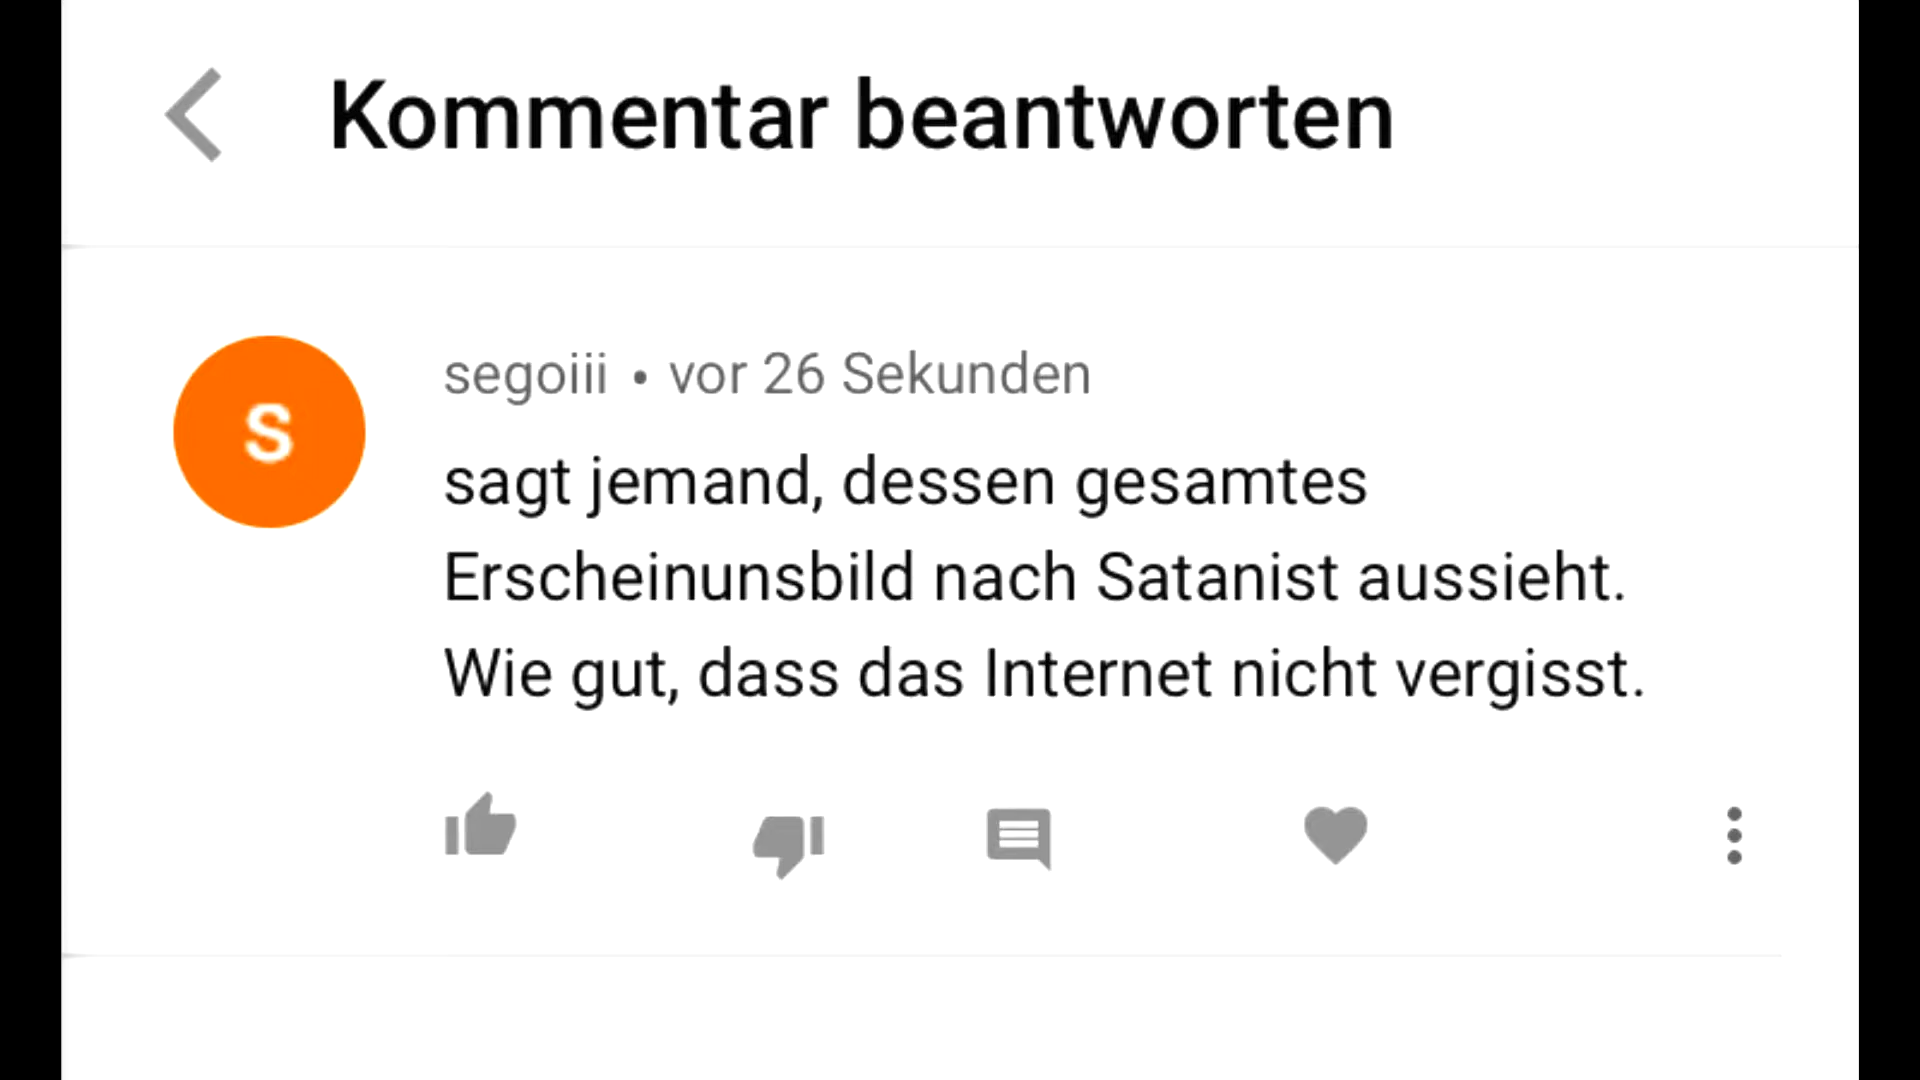 Kommentar beantworten
S
segoiii • vor 26 Sekunden
sagt jemand, dessen gesamtes
Erscheinunsbild nach Satanist aussieht.
Wie gut, dass das Internet nicht vergisst.